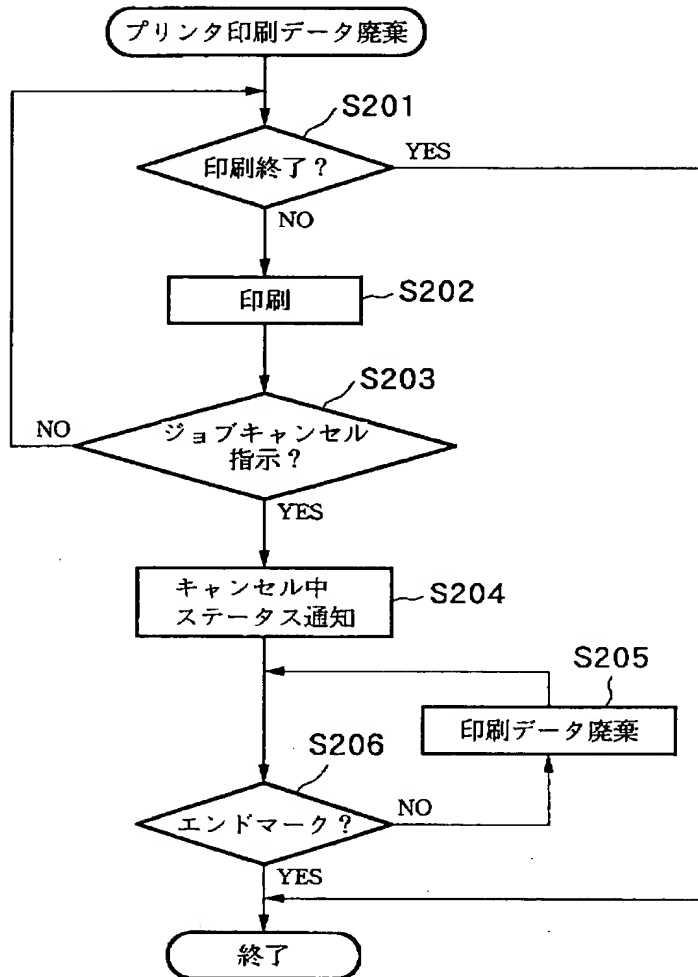 プリンタ印刷データ廃棄
S201
印刷終了?
YES
NO
印刷
S202
S203
ジョブキャンセル
指示?
NO
YES
キャンセル中
ステータス通知
S204
S205
印刷データ廃棄
S206
エンドマーク?
NO
YES
終了